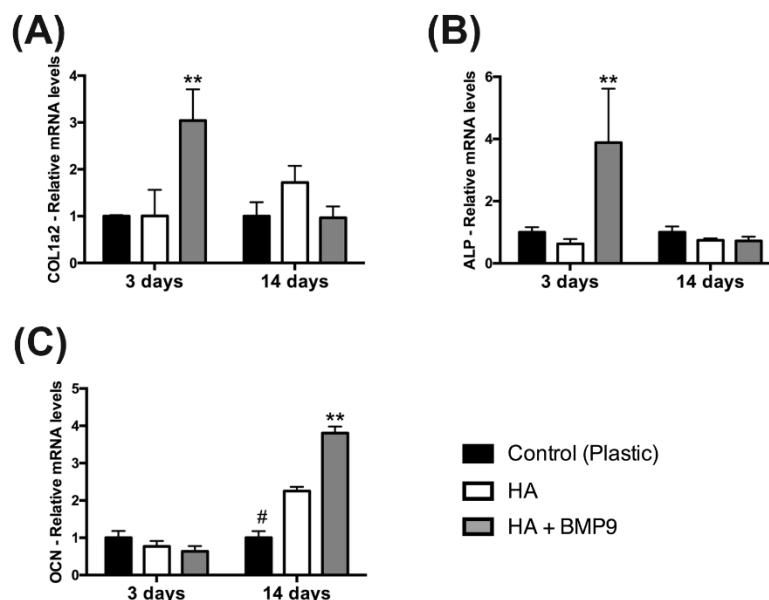 (A)
COL1a2 - Relative mRNA levels
4
3
2
1
0
**
3 days
14 days
(B)
ALP - Relative mRNA levels
6
4
2
0
**
3 days
14 days
(C)
OCN - Relative mRNA levels
5
4
3
2
1
0
#
**
3 days
14 days
Control (Plastic)
HA
HA + BMP9